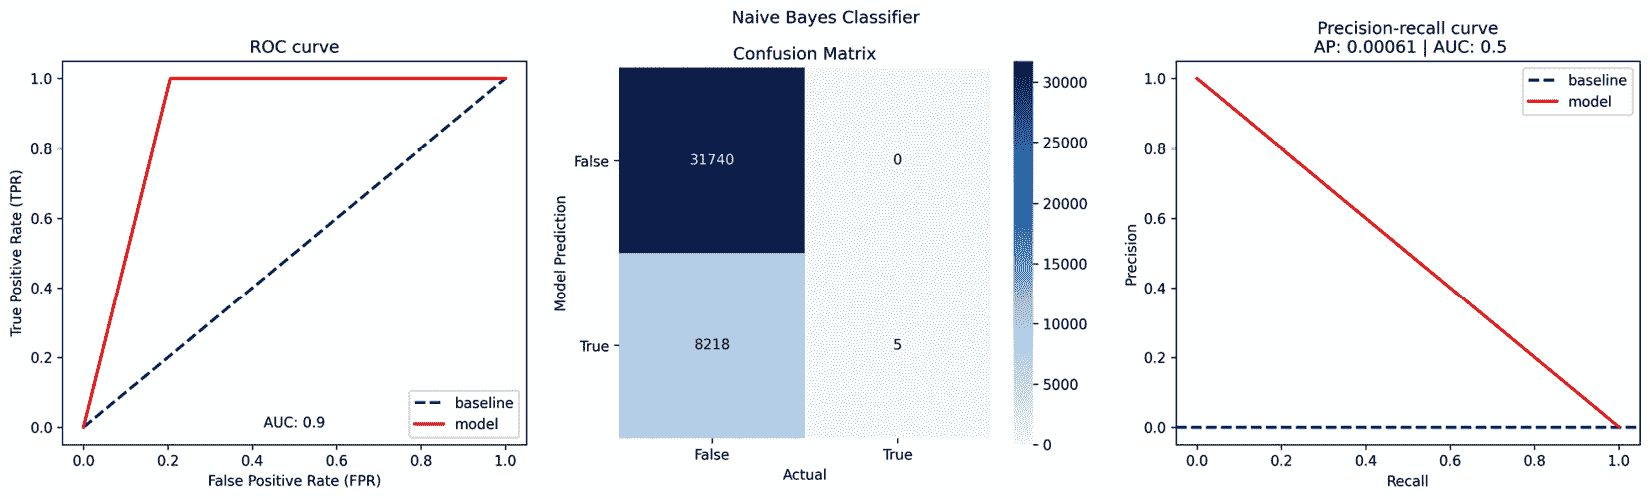 Naive Bayes Classifier
ROC curve
True Positive Rate (TPR)
1.0
0.8
0.6
0.4
0.2
0.0
AUC: 0.9
baseline
model
0.0 0.2 0.4 0.6 0.8 1.0
False Positive Rate (FPR)
Confusion Matrix
Model Prediction
False
31740 0
True
8218 5
False True
Actual
30000
25000
20000
15000
10000
5000
0
Precision-recall curve
AP: 0.00061 | AUC: 0.5
Precision
1.0
0.8
0.6
0.4
0.2
0.0
baseline
model
0.0 0.2 0.4 0.6 0.8 1.0
Recall